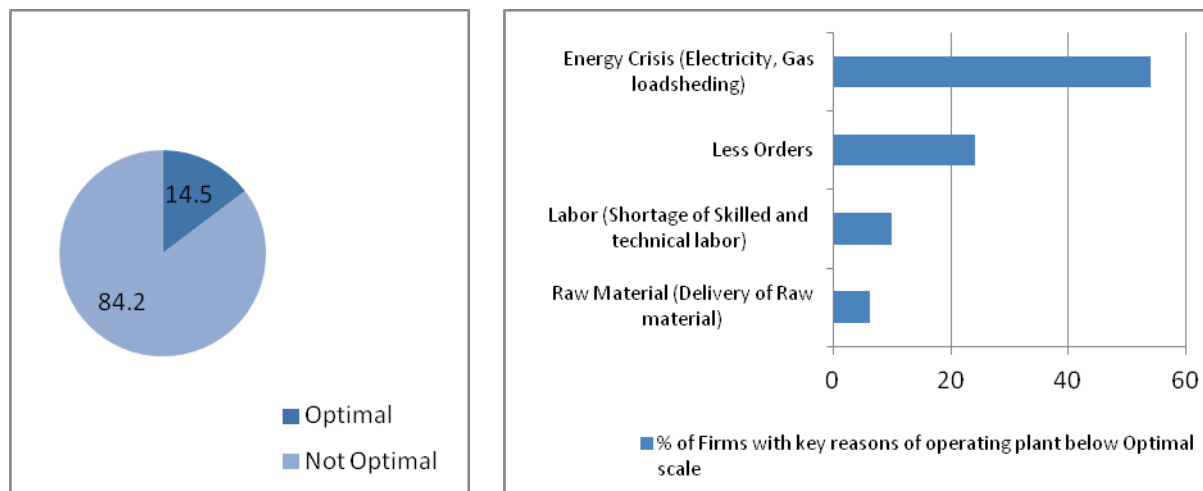 14.5
84.2
Optimal
Not Optimal
Energy Crisis (Electricity, Gas
loadsheding)
Less Orders
Labor (Shortage of Skilled and
technical labor)
Raw Material (Delivery of Raw
material)
0 20 40 60
% of Firms with key reasons of operating plant below Optimal
scale